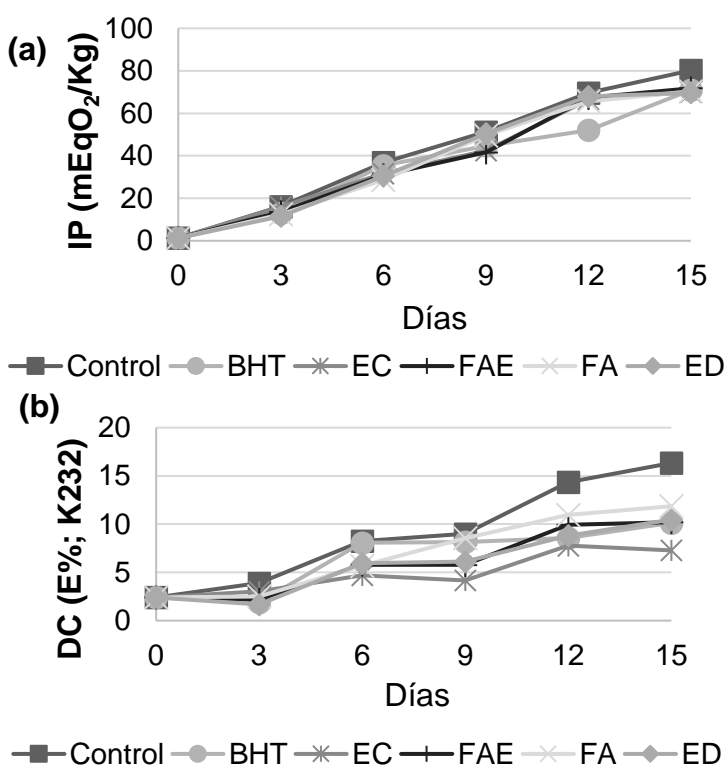 (a)
IP (mEqO₂/Kg)
100
80
60
40
20
0
0 3 6 9 12 15
Días
Control BHT EC FAE FA ED
(b)
DC (E%; K232)
20
15
10
5
0
0 3 6 9 12 15
Días
Control BHT EC FAE FA ED